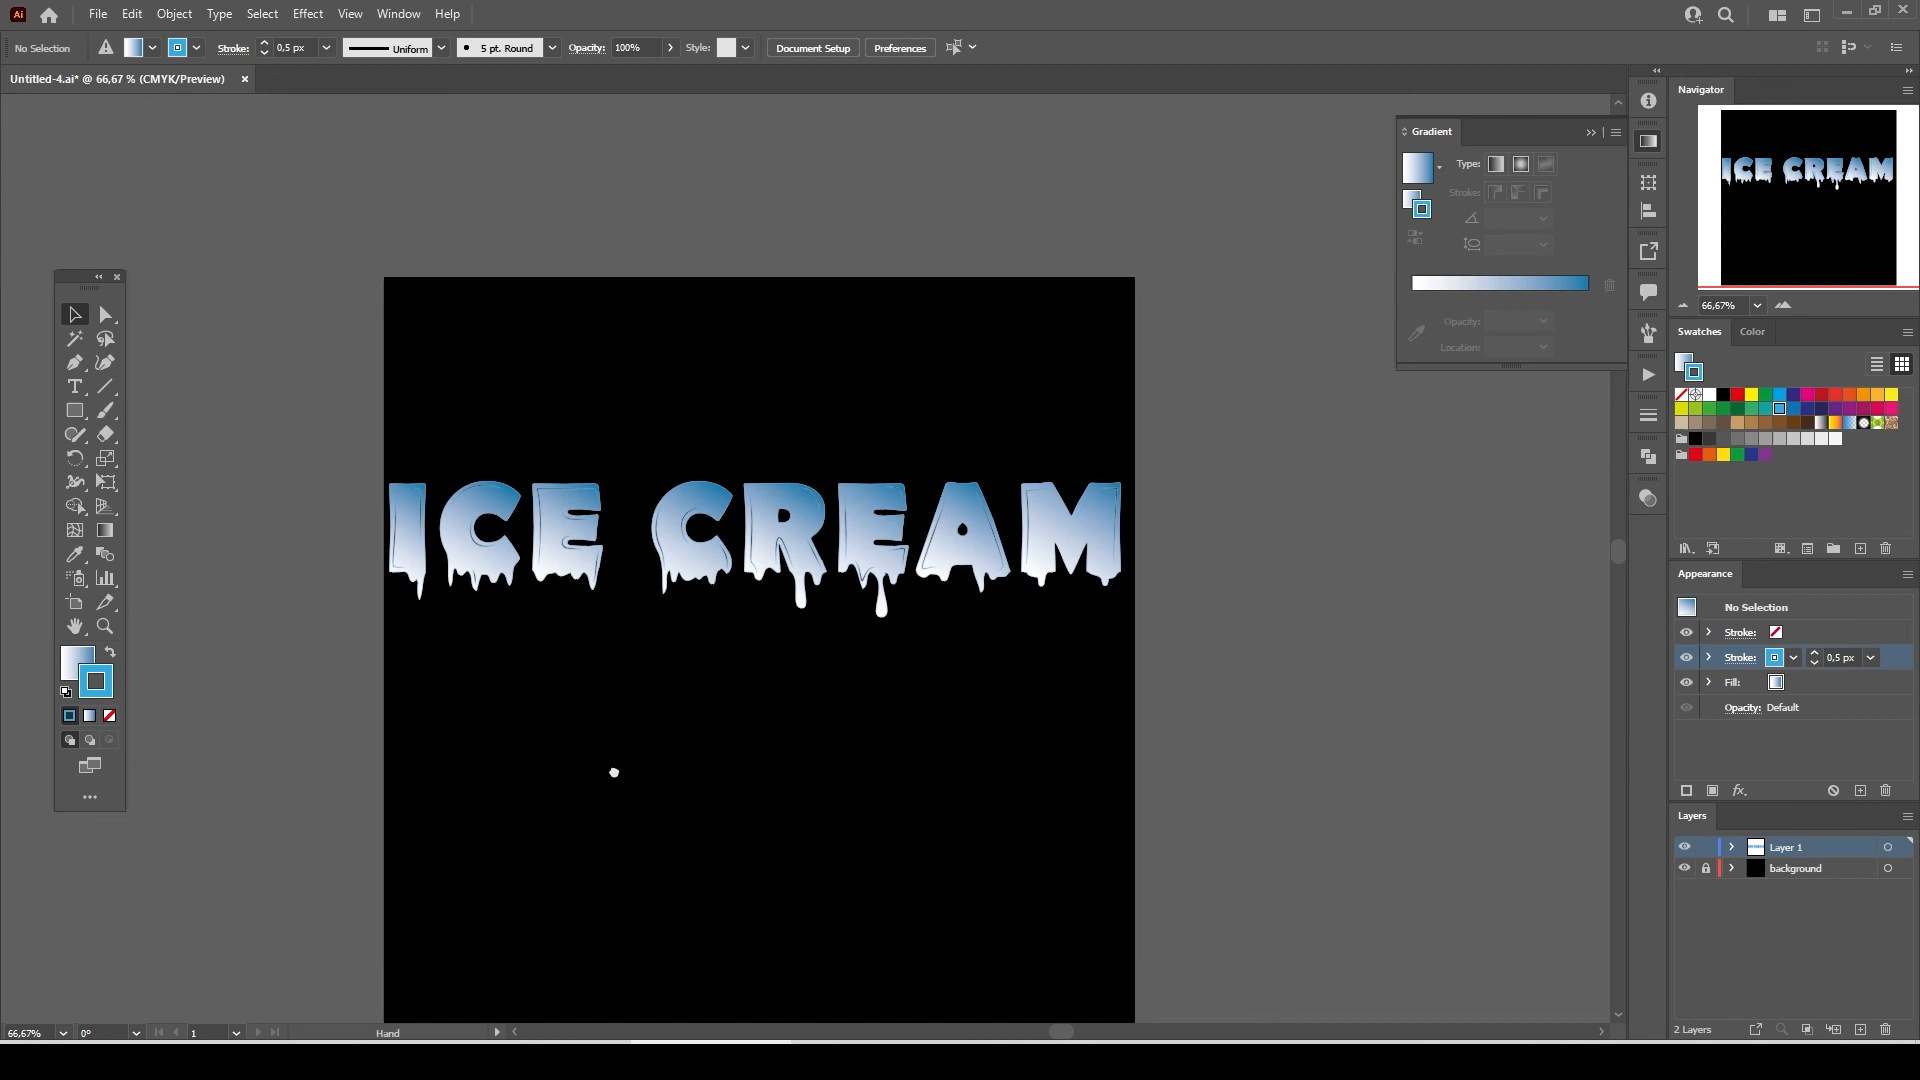 Ai File Edit Object Type Select Effect View Window Help
No Selection Stroke: 0,5 px Uniform 5 pt. Round Opacity: 100% Style: Document Setup Preferences
Untitled-4.ai* @ 66,67 % (CMYK/Preview)
Navigator
ICE CREAM
66,67%
Gradient
Type:
Stroke:
Opacity:
Location:
Swatches Color
T
ICE CREAM
Appearance
No Selection
Stroke:
Stroke: 0,5 px
Fill:
Opacity: Default
fx
Layers
Layer 1
background
2 Layers
66,67% 0° 1 Hand